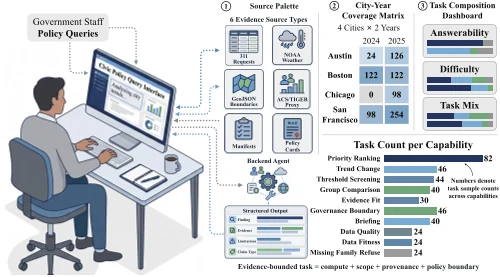 Government Staff
Policy Queries
Civic Policy Query Interface
① Source Palette
6 Evidence Source Types
311
Requests
NOAA
Weather
GeoJSON
Boundaries
ACS/TIGER
Proxy
Manifests
Policy
Cards
Backend Agent
Structured Output
Finding
Evidence
Limitations
Claim Type
② City-Year
Coverage Matrix
4 Cities × 2 Years
2024 2025
Austin 24 126
Boston 122 122
Chicago 0 98
San
Francisco 98 254
③ Task Composition
Dashboard
Answerability
Difficulty
Task Mix
Task Count per Capability
Priority Ranking 82
Trend Change 46
Threshold Screening 44
Group Comparison 40
Evidence Fit 30
Governance Boundary 46
Briefing 40
Data Quality 24
Data Fitness 24
Missing Family Refuse 24
Numbers denote
task sample counts
across capabilities
Evidence-bounded task = compute + scope + provenance + policy boundary